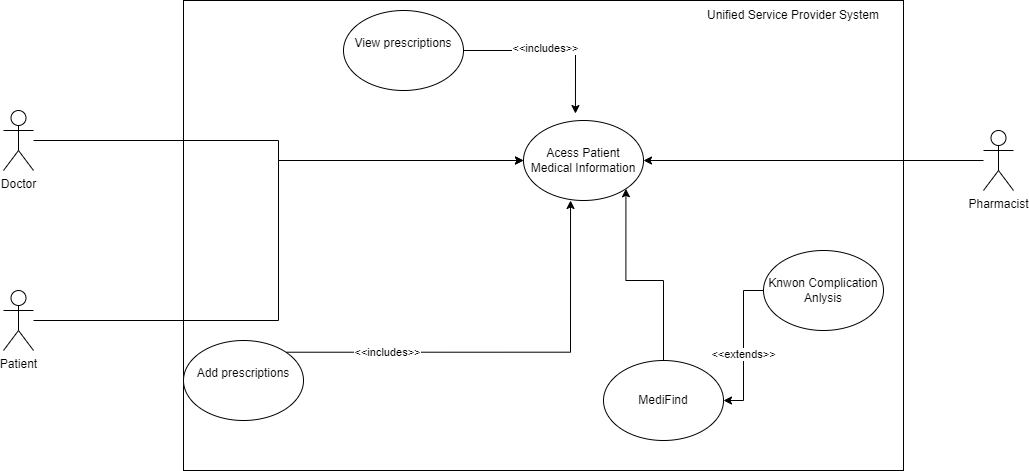 Unified Service Provider System
View prescriptions
<<includes>>
Doctor
Acess Patient
Medical Information
Pharmacist
Knwon Complication
Anlysis
Patient
Add prescriptions
<<includes>>
<<extends>>
MediFind